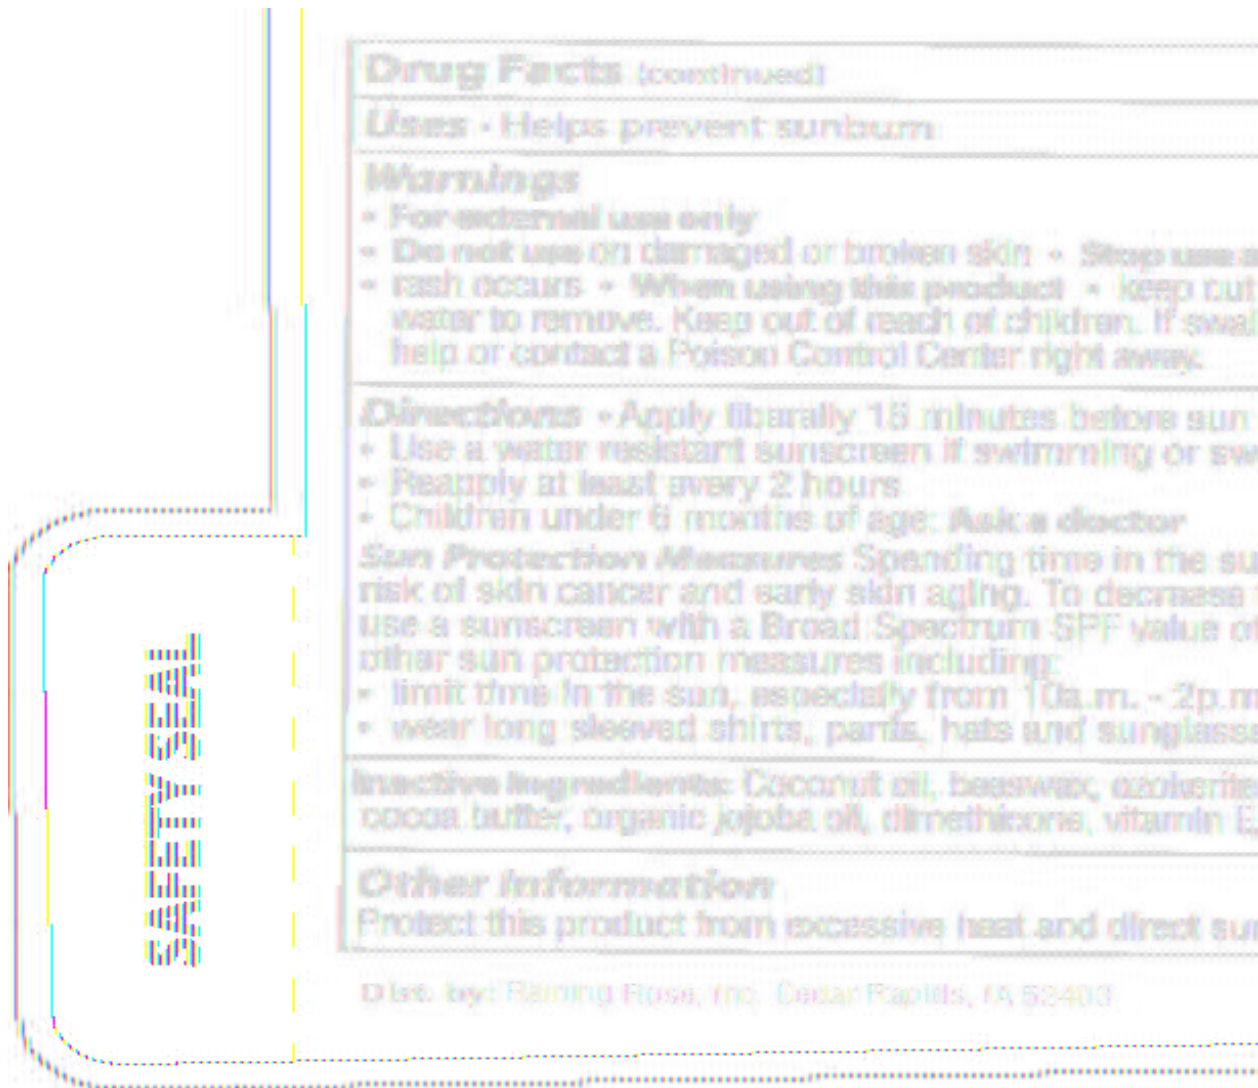 Drug Facts (continued)
Uses - Helps prevent sunburn
Warnings
• For external use only
• Do not use on damaged or broken skin • Stop use
• rash occurs • When using this product • keep out
water to remove. Keep out of reach of children. If
help or contact a Poison Control Center right away.
Directions • Apply liberally 15 minutes before sun
• Use a water resistant sunscreen if swimming or
• Reapply at least every 2 hours
• Children under 6 months of age: Ask a doctor
Sun Protection Measures Spending time in the
risk of skin cancer and early skin aging. To decrease
use a sunscreen with a Broad Spectrum SPF value
other sun protection measures including:
• limit time in the sun, especially from 10a.m. - 2p.m
• wear long sleeved shirts, pants, hats and
Inactive Ingredients: Coconut oil, beeswax, ozokerite
cocoa butter, organic jojoba oil, dimethicone, vitamin E
Other Information
Protect this product from excessive heat and direct
Dist. by: Raining Rose, Inc. Cedar Rapids, IA 52403
SAFETY SEAL